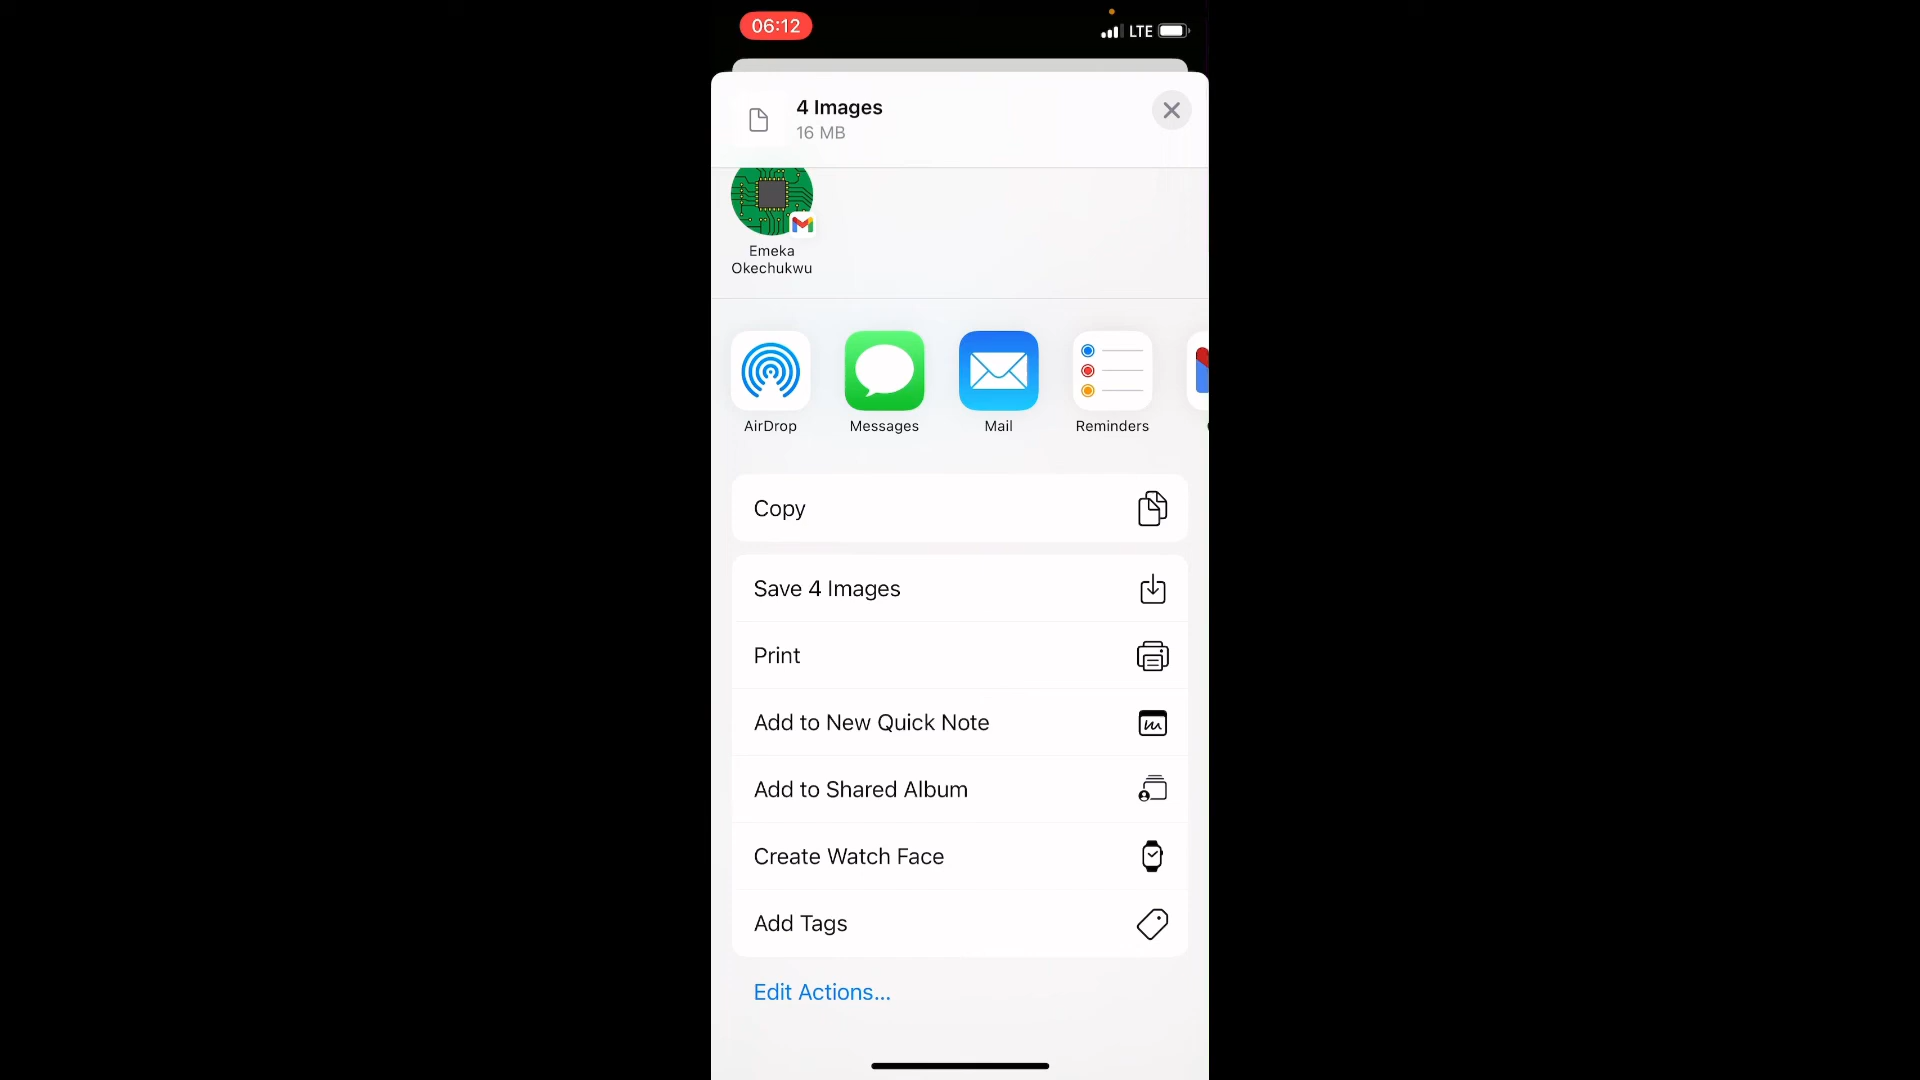 06:12
LTE
4 Images
16 MB
Emeka
Okechukwu
AirDrop
Messages
Mail
Reminders
Copy
Save 4 Images
Print
Add to New Quick Note
Add to Shared Album
Create Watch Face
Add Tags
Edit Actions...